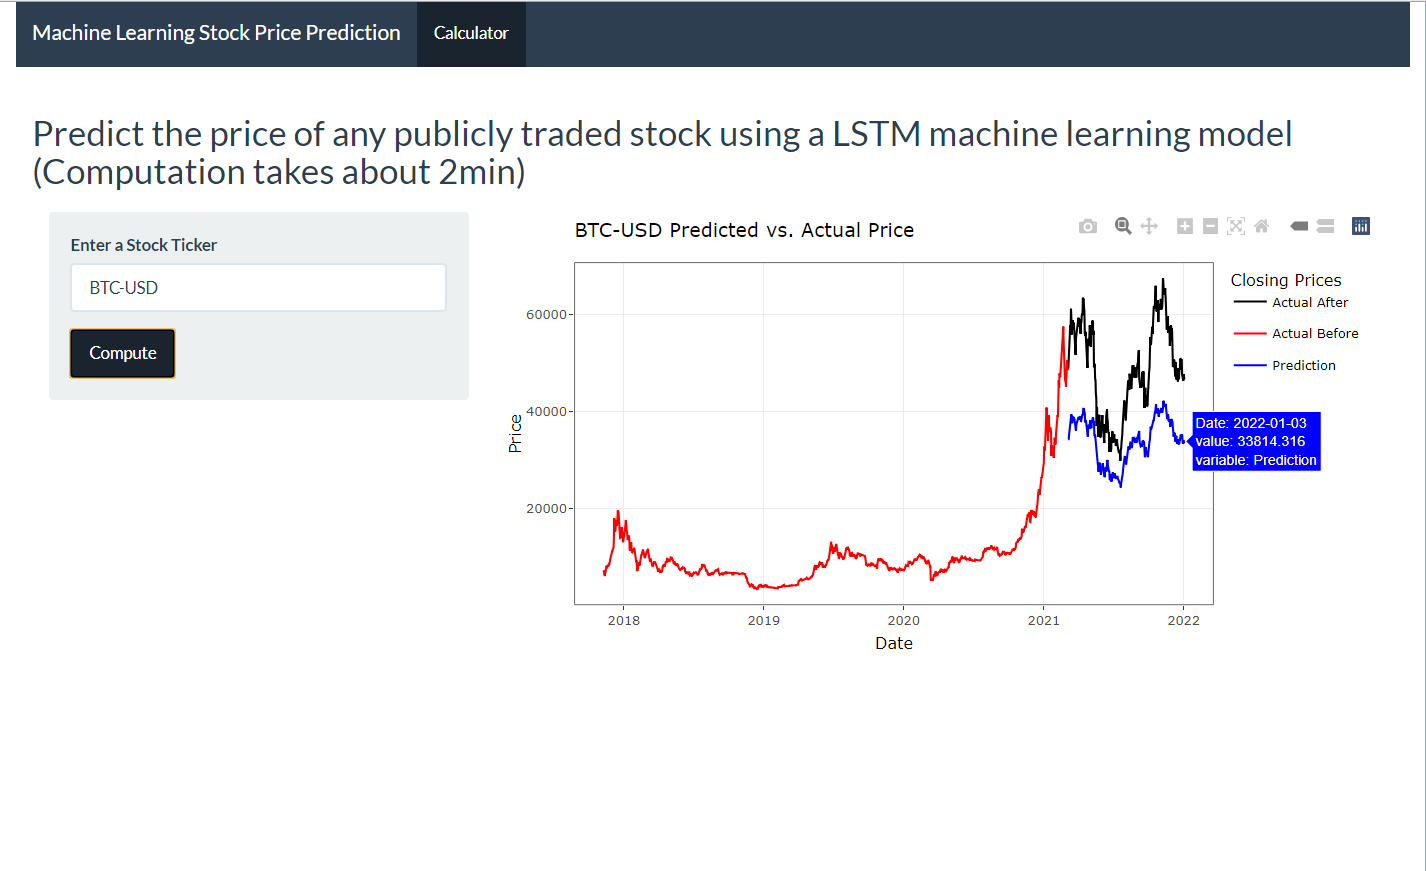 Machine Learning Stock Price Prediction
Calculator
Predict the price of any publicly traded stock using a LSTM machine learning model
(Computation takes about 2min)
Enter a Stock Ticker
BTC-USD
Compute
BTC-USD Predicted vs. Actual Price
Closing Prices
Actual After
Actual Before
Prediction
Price
60000
40000
20000
Date: 2022-01-03
value: 33814.316
variable: Prediction
2018
2019
2020
2021
2022
Date